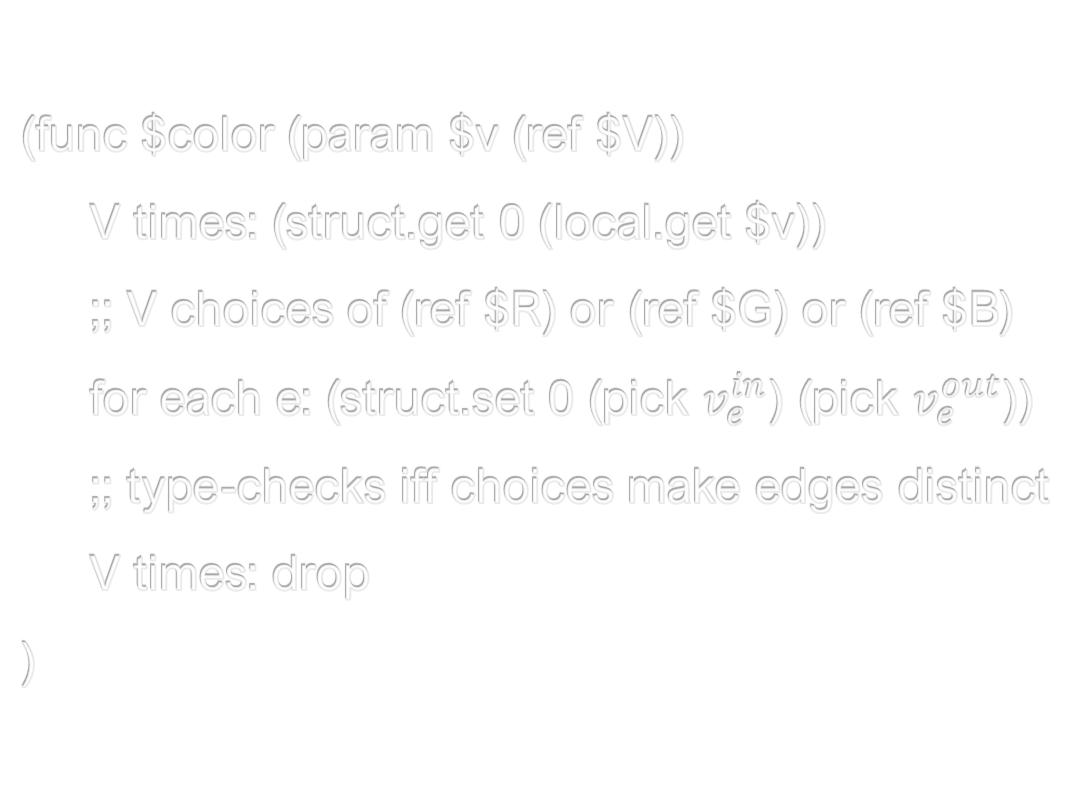 (func $color (param $v (ref $V))
V times: (struct.get 0 (local.get $v))
;; V choices of (ref $R) or (ref $G) or (ref $B)
for each e: (struct.set 0 (pick $v_e^{in}$) (pick $v_e^{out}$))
;; type-checks iff choices make edges distinct
V times: drop
)